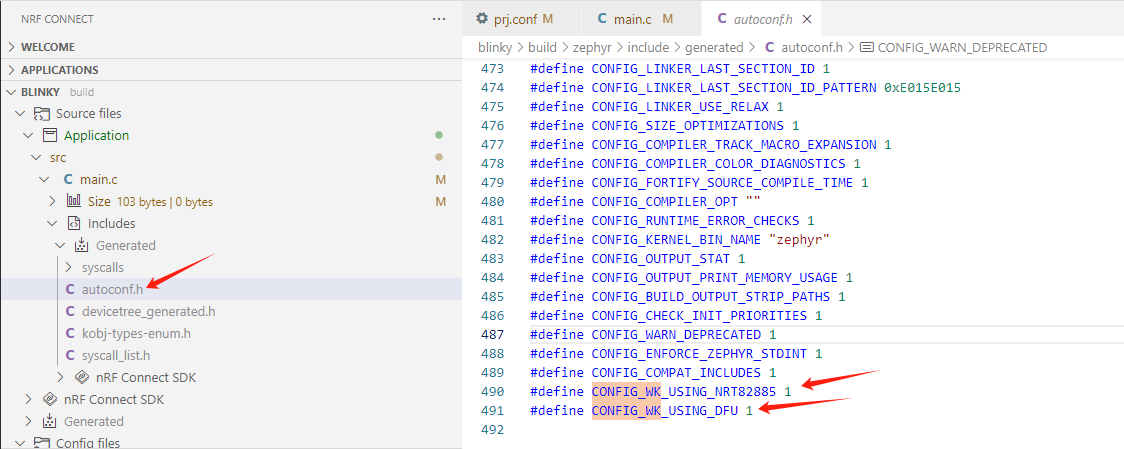 NRF CONNECT
WELCOME
APPLICATIONS
BLINKY build
Source files
Application
src
C main.c M
Size 103 bytes | 0 bytes M
Includes
Generated
syscalls
C autoconf.h
C devicetree_generated.h
C kobj-types-enum.h
C syscall_list.h
nRF Connect SDK
nRF Connect SDK
Generated
Config files
prj.conf M
C main.c M
C autoconf.h
blinky > build > zephyr > include > generated > C autoconf.h > CONFIG_WARN_DEPRECATED
473 #define CONFIG_LINKER_LAST_SECTION_ID 1
474 #define CONFIG_LINKER_LAST_SECTION_ID_PATTERN 0xE015E015
475 #define CONFIG_LINKER_USE_RELAX 1
476 #define CONFIG_SIZE_OPTIMIZATIONS 1
477 #define CONFIG_COMPILER_TRACK_MACRO_EXPANSION 1
478 #define CONFIG_COMPILER_COLOR_DIAGNOSTICS 1
479 #define CONFIG_FORTIFY_SOURCE_COMPILE_TIME 1
480 #define CONFIG_COMPILER_OPT ""
481 #define CONFIG_RUNTIME_ERROR_CHECKS 1
482 #define CONFIG_KERNEL_BIN_NAME "zephyr"
483 #define CONFIG_OUTPUT_STAT 1
484 #define CONFIG_OUTPUT_PRINT_MEMORY_USAGE 1
485 #define CONFIG_BUILD_OUTPUT_STRIP_PATHS 1
486 #define CONFIG_CHECK_INIT_PRIORITIES 1
487 #define CONFIG_WARN_DEPRECATED 1
488 #define CONFIG_ENFORCE_ZEPHYR_STDINT 1
489 #define CONFIG_COMPAT_INCLUDES 1
490 #define CONFIG_WK_USING_NRT82885 1
491 #define CONFIG_WK_USING_DFU 1
492